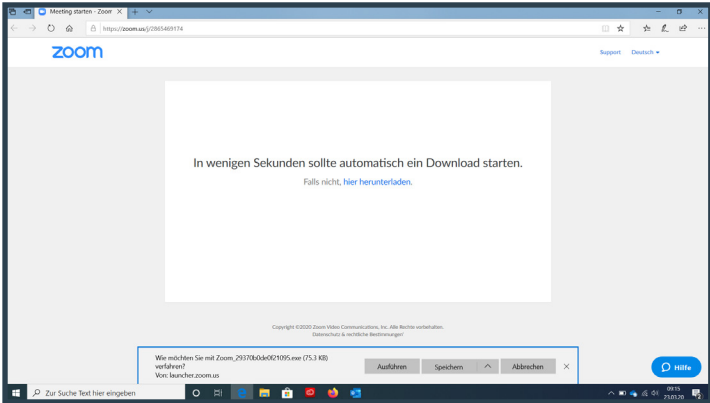 Meeting starten - Zoom
https://zoom.us/j/2865469174
zoom
Support Deutsch
In wenigen Sekunden sollte automatisch ein Download starten.
Falls nicht, hier herunterladen.
Copyright ©2020 Zoom Video Communications, Inc. Alle Rechte vorbehalten.
Datenschutz & rechtliche Bestimmungen
Wie möchten Sie mit Zoom_29370b0de0f21095.exe (75.3 KB)
verfahren?
Von: launcher.zoom.us
Ausführen Speichern Abbrechen
Hilfe
Zur Suche Text hier eingeben
09:15
23.03.20